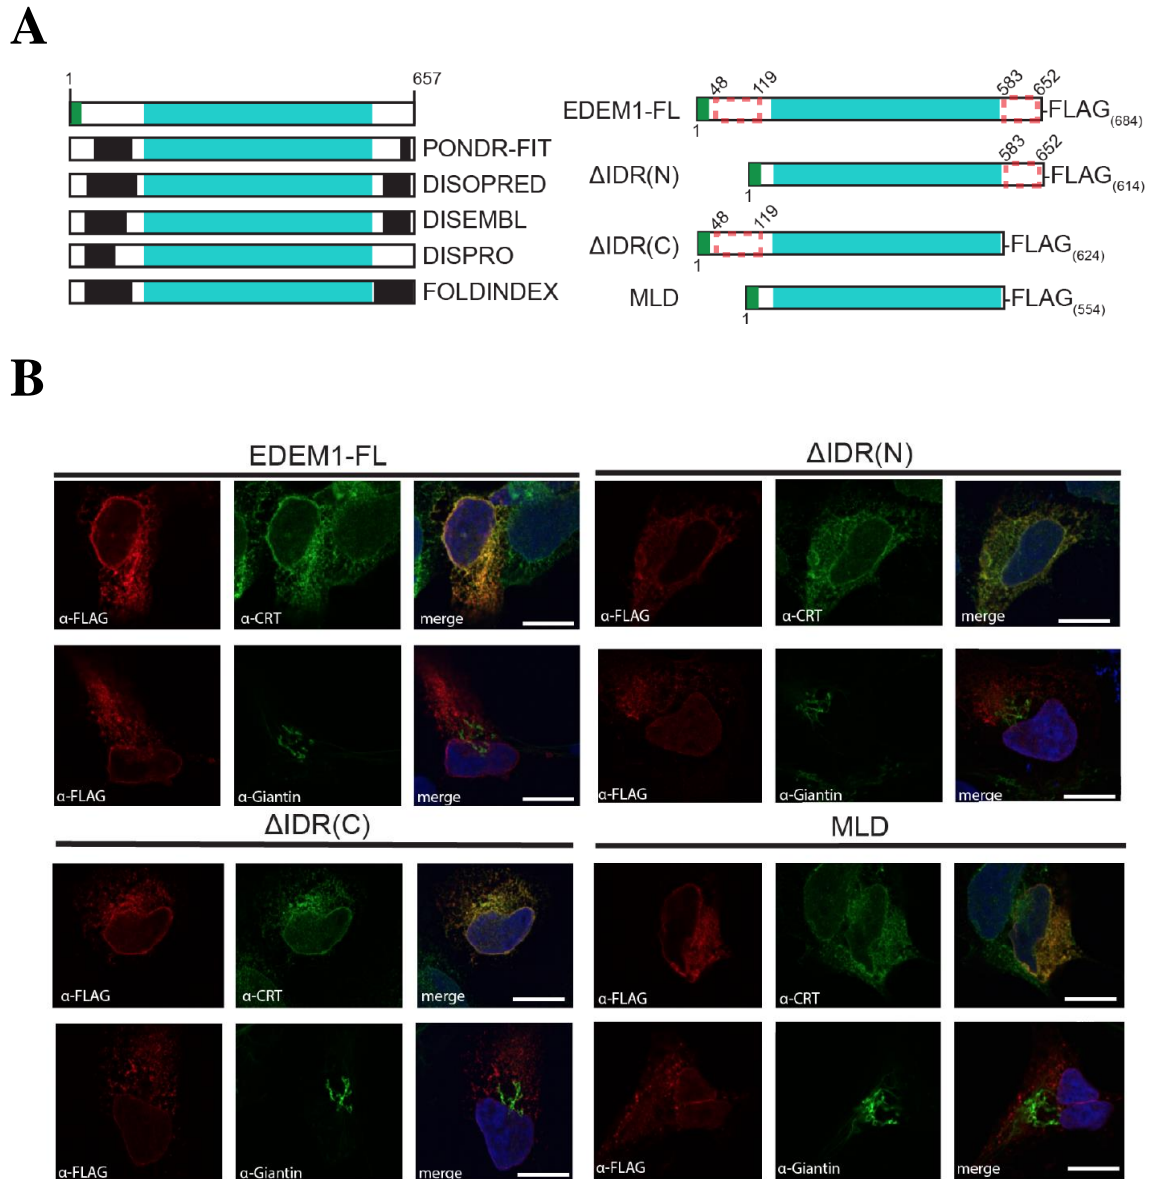 A
1 657
PONDR-FIT
DISOPRED
DISEMBL
DISPRO
FOLDINDEX
48 119 583 652
EDEM1-FL -FLAG(684)
1
583 652
ΔIDR(N) -FLAG(614)
1
48 119
ΔIDR(C) -FLAG(624)
1
MLD -FLAG(554)
1
B
EDEM1-FL ΔIDR(N)
α-FLAG α-CRT merge α-FLAG α-CRT merge
α-FLAG α-Giantin merge α-FLAG α-Giantin merge
ΔIDR(C) MLD
α-FLAG α-CRT merge α-FLAG α-CRT merge
α-FLAG α-Giantin merge α-FLAG α-Giantin merge